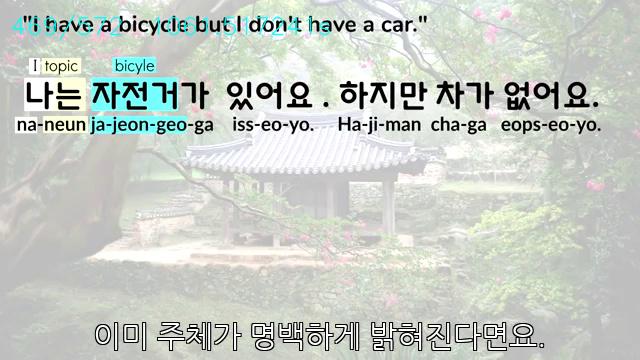 "I have a bicycle but I don't have a car."
I topic bicyle
나는 자전거가 있어요 . 하지만 차가 없어요.
na-neun ja-jeon-geo-ga iss-eo-yo. Ha-ji-man cha-ga eops-eo-yo.
이미 주체가 명백하게 밝혀진다면요.